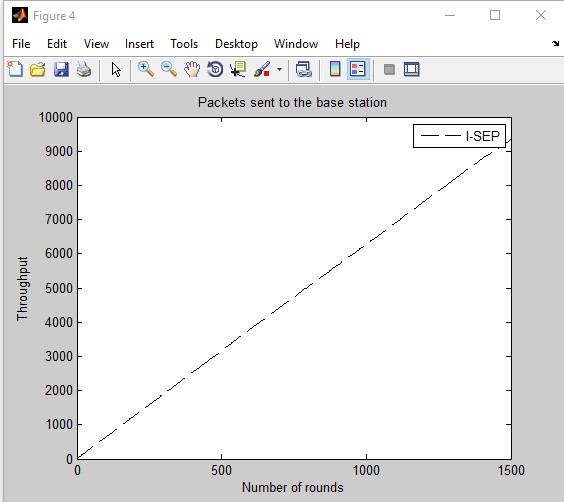 Figure 4
File Edit View Insert Tools Desktop Window Help
Packets sent to the base station
I-SEP
10000
9000
8000
7000
6000
5000
4000
3000
2000
1000
0
Throughput
0 500 1000 1500
Number of rounds